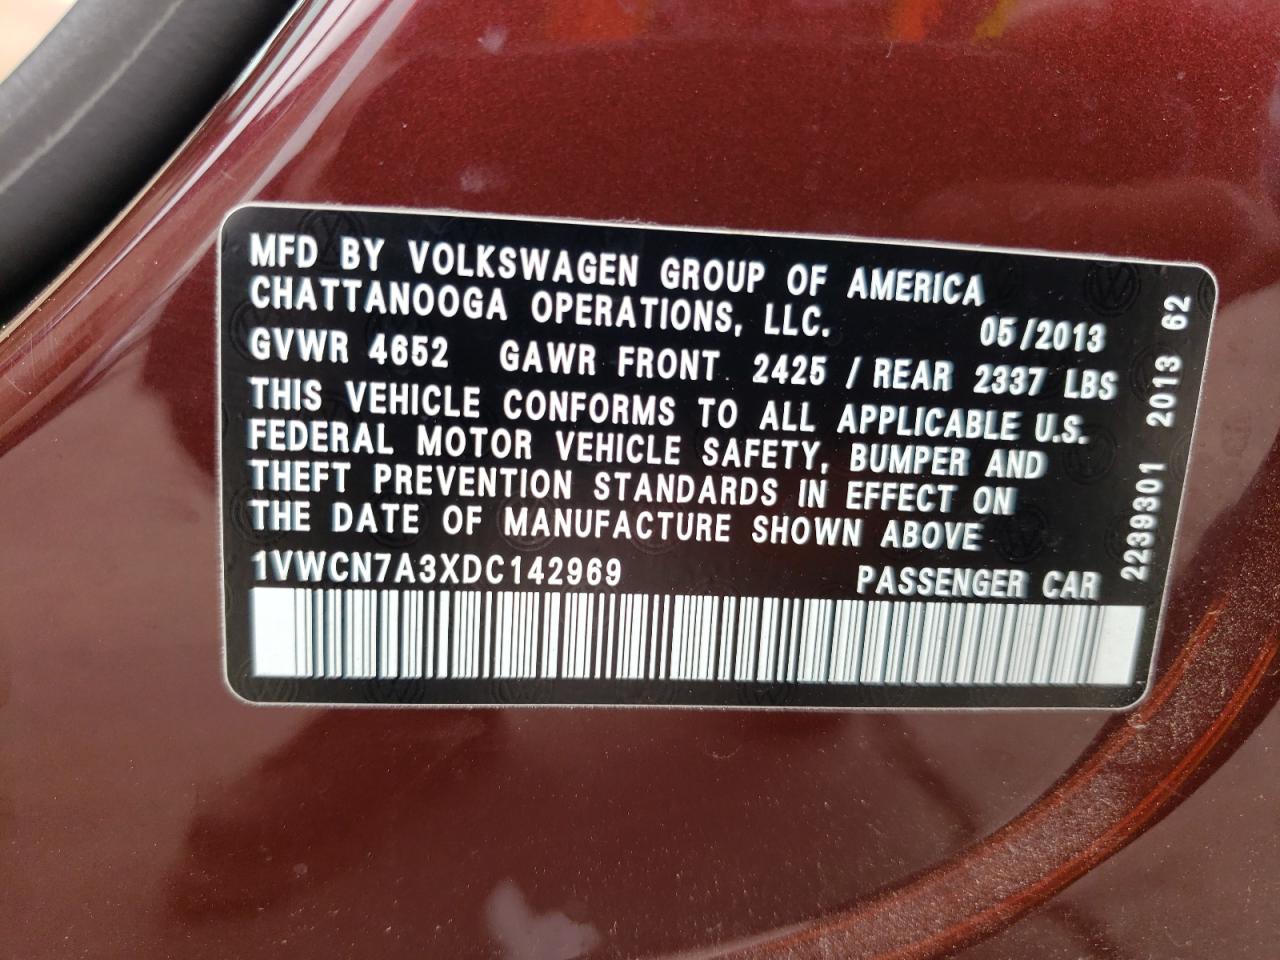 MFD BY VOLKSWAGEN GROUP OF AMERICA
CHATTANOOGA OPERATIONS, LLC. 05/2013
GVWR 4652 GAWR FRONT 2425 / REAR 2337 LBS
THIS VEHICLE CONFORMS TO ALL APPLICABLE U.S.
FEDERAL MOTOR VEHICLE SAFETY, BUMPER AND
THEFT PREVENTION STANDARDS IN EFFECT ON
THE DATE OF MANUFACTURE SHOWN ABOVE
1VWCN7A3XDC142969 PASSENGER CAR
2239301 2013 62